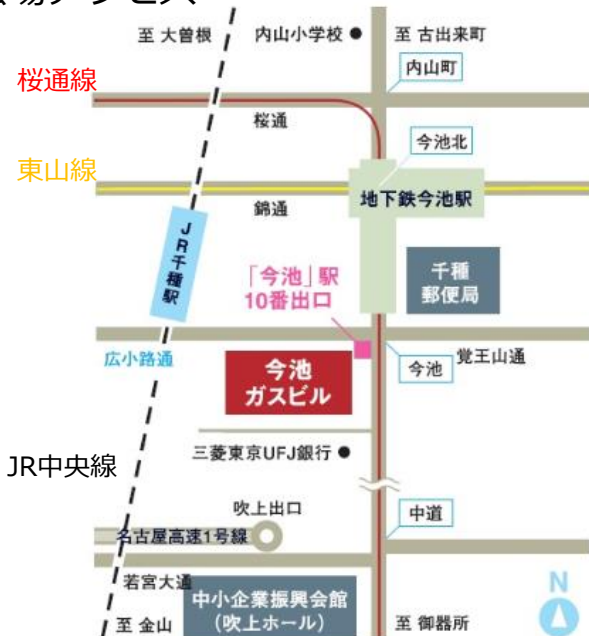 至 大曽根
内山小学校
至 古出来町
桜通線
内山町
桜通
今池北
東山線
地下鉄今池駅
錦通
JR千種駅
「今池」駅
10番出口
千種
郵便局
広小路通
今池
ガスビル
今池
覚王山通
三菱東京UFJ銀行
JR中央線
吹上出口
中道
名古屋高速1号線
若宮大通
中小企業振興会館
(吹上ホール)
N
至 金山
至 御器所